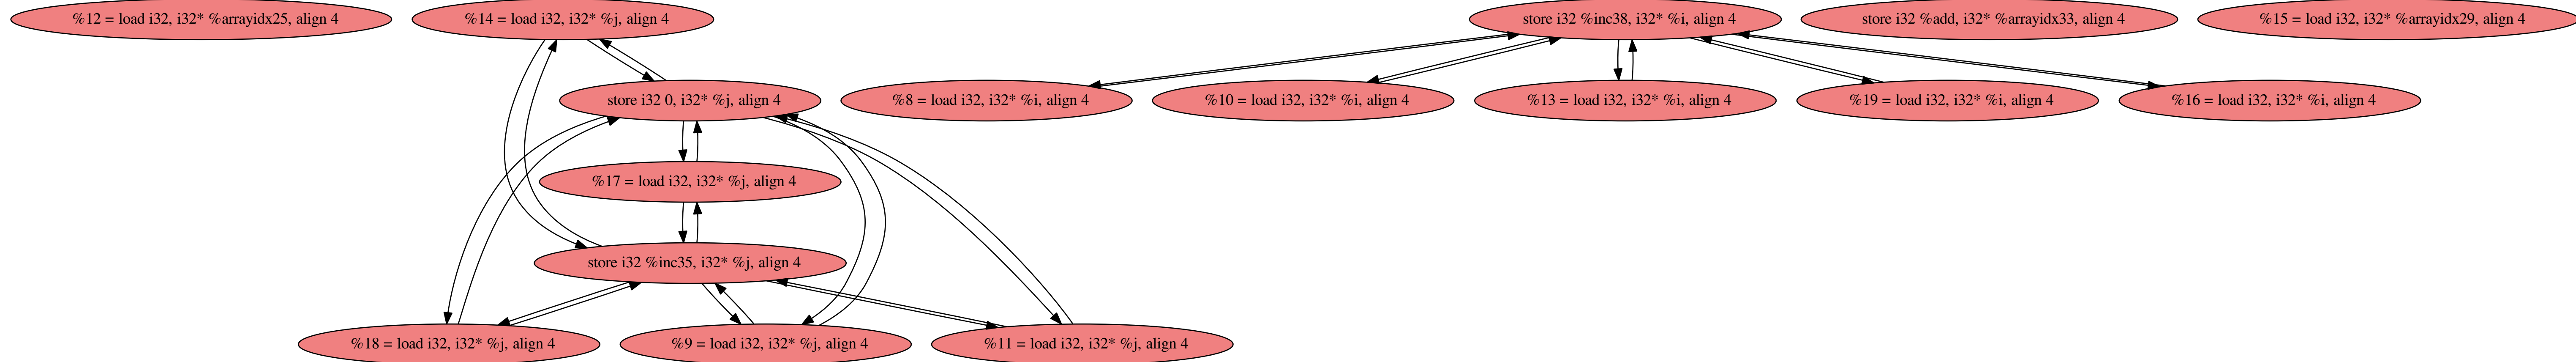 %12 = load i32, i32* %arrayidx25, align 4
%14 = load i32, i32* %j, align 4
store i32 %inc38, i32* %i, align 4
store i32 %add, i32* %arrayidx33, align 4
%15 = load i32, i32* %arrayidx29, align 4
store i32 0, i32* %j, align 4
%8 = load i32, i32* %i, align 4
%10 = load i32, i32* %i, align 4
%13 = load i32, i32* %i, align 4
%19 = load i32, i32* %i, align 4
%16 = load i32, i32* %i, align 4
%17 = load i32, i32* %j, align 4
store i32 %inc35, i32* %j, align 4
%18 = load i32, i32* %j, align 4
%9 = load i32, i32* %j, align 4
%11 = load i32, i32* %j, align 4